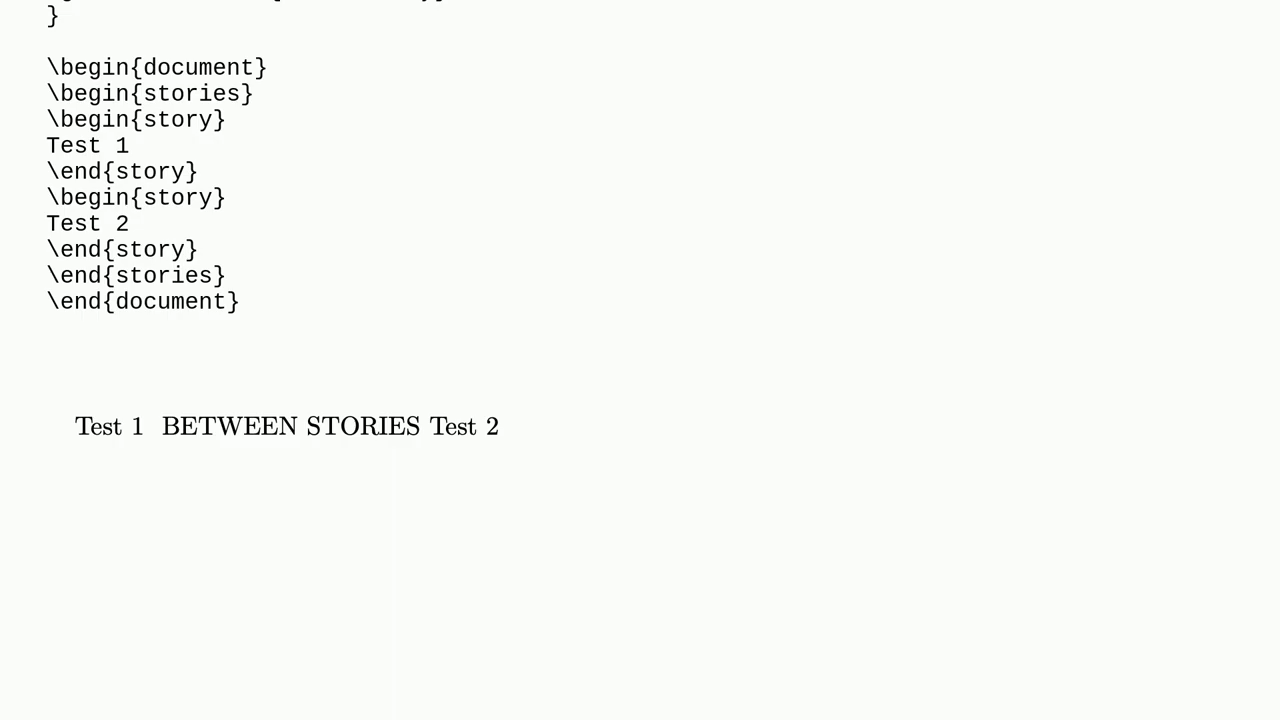 }
\begin{document}
\begin{stories}
\begin{story}
Test 1
\end{story}
\begin{story}
Test 2
\end{story}
\end{stories}
\end{document}
Test 1 BETWEEN STORIES Test 2